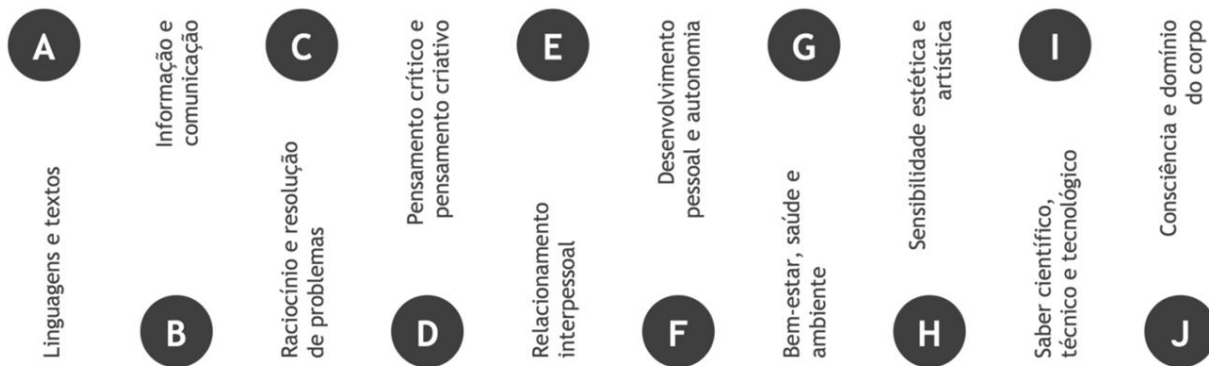 A
Linguagens e textos
B
Informação e
comunicação
C
Raciocínio e resolução
de problemas
D
Pensamento crítico e
pensamento criativo
E
Relacionamento
interpessoal
F
Desenvolvimento
pessoal e autonomia
G
Bem-estar, saúde e
ambiente
H
Sensibilidade estética e
artística
I
Saber científico,
técnico e tecnológico
J
Consciência e domínio
do corpo